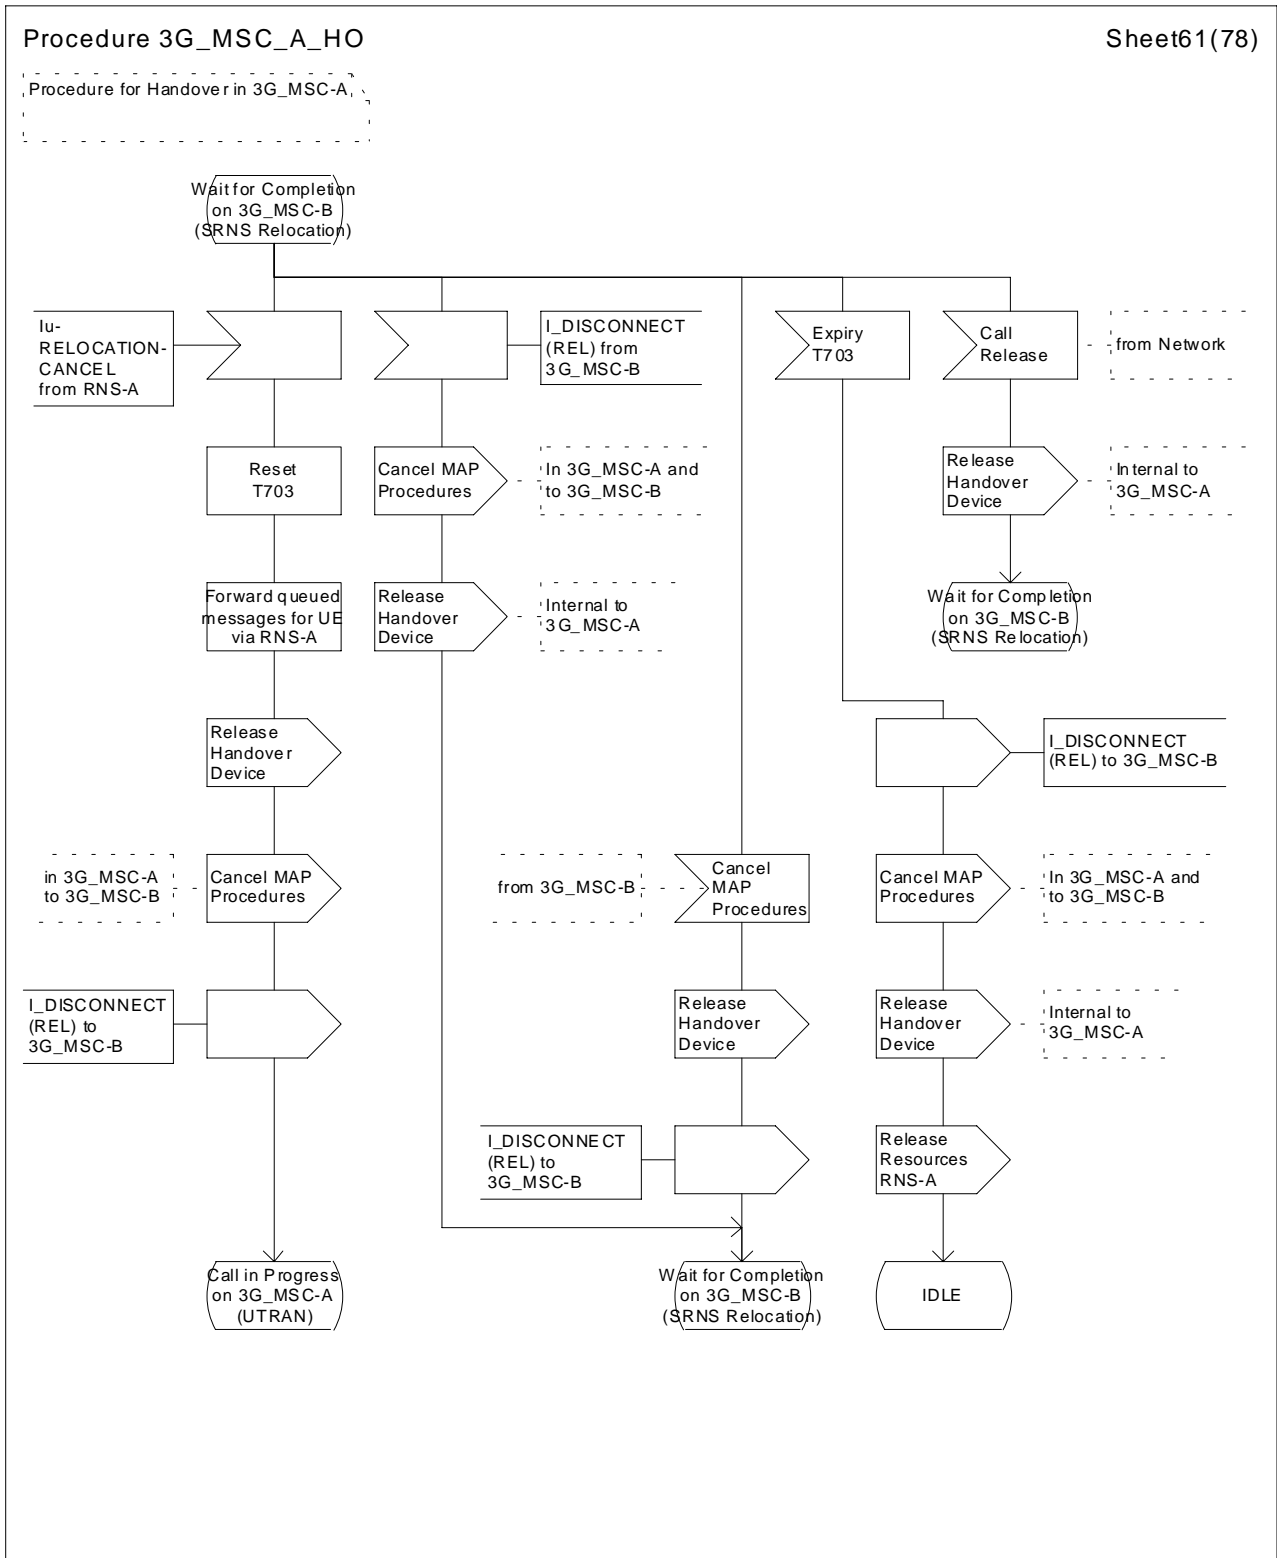 Procedure 3G_MSC_A_HO
Sheet61(78)
Procedure for Handover in 3G_MSC-A
Wait for Completion
on 3G_MSC-B
(SRNS Relocation)
Iu-
RELOCATION-
CANCEL
from RNS-A
I_DISCONNECT
(REL) from
3G_MSC-B
Expiry
T703
Call
Release
from Network
Reset
T703
Cancel MAP
Procedures
In 3G_MSC-A and
to 3G_MSC-B
Release
Handover
Device
Internal to
3G_MSC-A
Forward queued
messages for UE
via RNS-A
Release
Handover
Device
Internal to
3G_MSC-A
Wait for Completion
on 3G_MSC-B
(SRNS Relocation)
Release
Handover
Device
I_DISCONNECT
(REL) to 3G_MSC-B
in 3G_MSC-A
to 3G_MSC-B
Cancel MAP
Procedures
from 3G_MSC-B
Cancel
MAP
Procedures
Cancel MAP
Procedures
In 3G_MSC-A and
to 3G_MSC-B
I_DISCONNECT
(REL) to
3G_MSC-B
Release
Handover
Device
Release
Handover
Device
Internal to
3G_MSC-A
I_DISCONNECT
(REL) to
3G_MSC-B
Release
Resources
RNS-A
Call in Progress
on 3G_MSC-A
(UTRAN)
Wait for Completion
on 3G_MSC-B
(SRNS Relocation)
IDLE